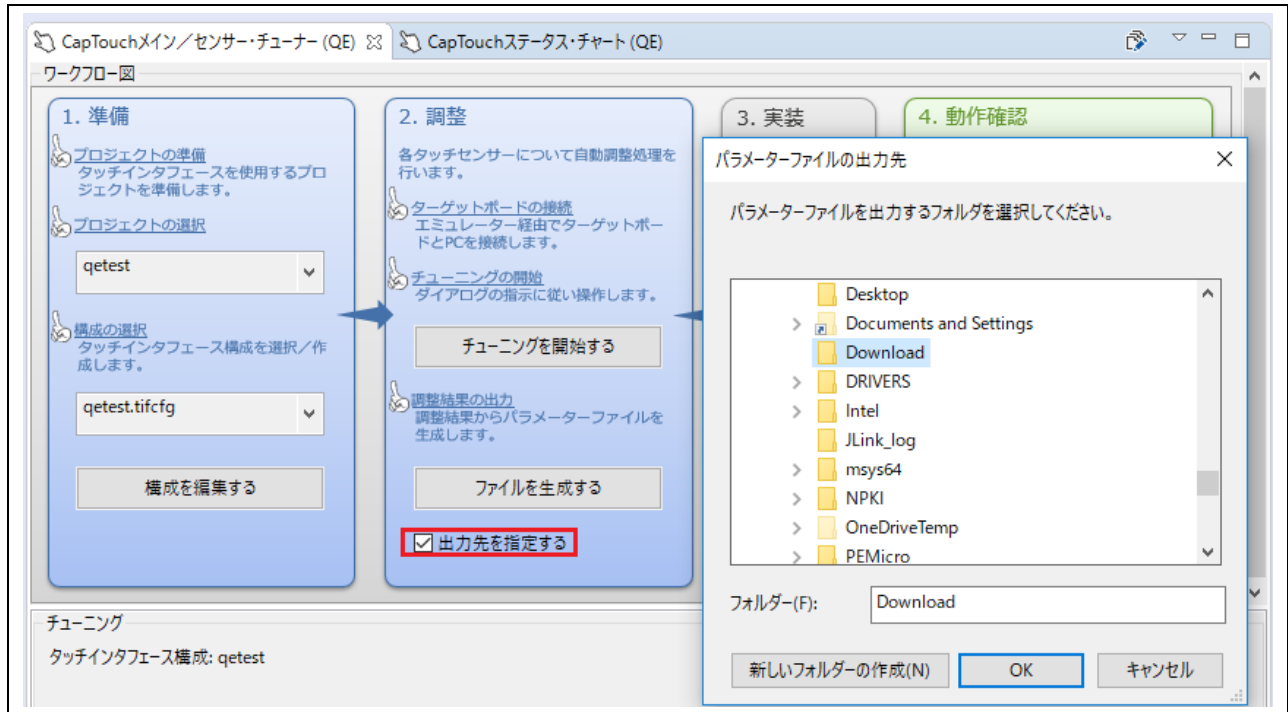 CapTouchメイン／センサー・チューナー (QE)
CapTouchステータス・チャート (QE)
ワークフロー図
1. 準備
プロジェクトの準備
タッチインタフェースを使用するプロ
ジェクトを準備します。
プロジェクトの選択
qetest
構成の選択
タッチインタフェース構成を選択／作
成します。
qetest.tifcfg
構成を編集する
2. 調整
各タッチセンサーについて自動調整処理を
行います。
ターゲットボードの接続
エミュレーター経由でターゲットボー
ドとPCを接続します。
チューニングの開始
ダイアログの指示に従い操作します。
チューニングを開始する
調整結果の出力
調整結果からパラメーターファイルを
生成します。
ファイルを生成する
出力先を指定する
3. 実装
4. 動作確認
パラメーターファイルの出力先
パラメーターファイルを出力するフォルダを選択してください。
Desktop
Documents and Settings
Download
DRIVERS
Intel
JLink_log
msys64
NPKI
OneDriveTemp
PEMicro
フォルダー(F):
Download
新しいフォルダーの作成(N)
OK
キャンセル
チューニング
タッチインタフェース構成: qetest